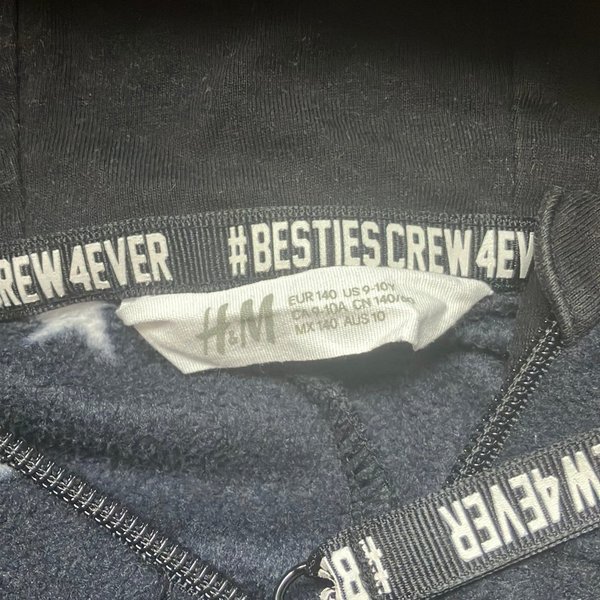 CREW 4EVER #BESTIES CREW 4EV
H&M
EUR 140 US 9-10Y
CA 9-10A CN 140/
MX 140 AUS 10
EW 4EVER
#B